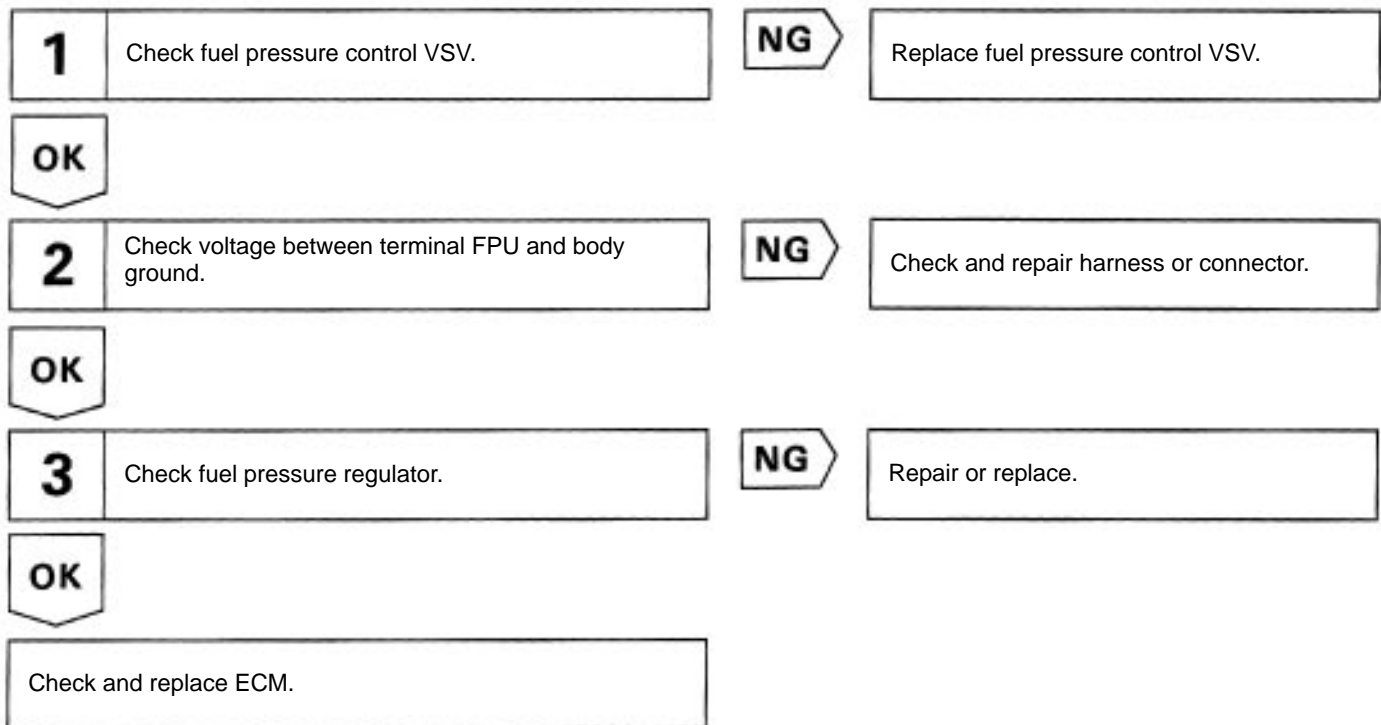 1
Check fuel pressure control VSV.
NG
Replace fuel pressure control VSV.
OK
2
Check voltage between terminal FPU and body
ground.
NG
Check and repair harness or connector.
OK
3
Check fuel pressure regulator.
NG
Repair or replace.
OK
Check and replace ECM.